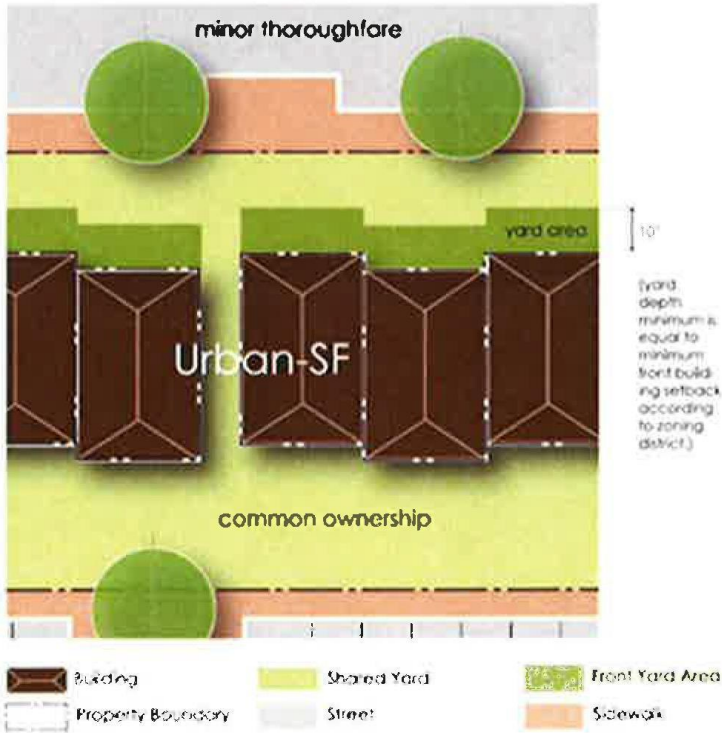 minor thoroughfare
yard area
10'
(yard
depth
minimum is
equal to
minimum
front build
ing setback
according
to zoning
district.)
Urban-SF
common ownership
Building
Shared Yard
Front Yard Area
Property Boundary
Street
Sidewalk